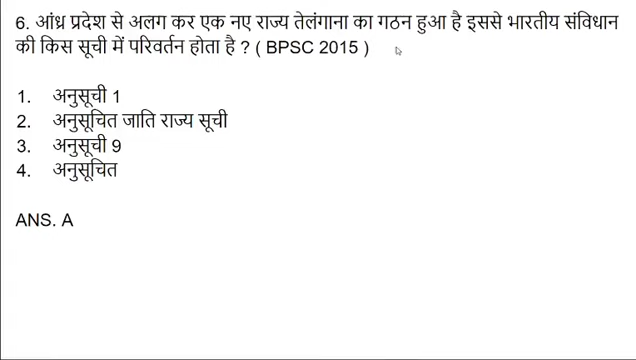 6. आंध्र प्रदेश से अलग कर एक नए राज्य तेलंगाना का गठन हुआ है इससे भारतीय संविधान
की किस सूची में परिवर्तन होता है ? ( BPSC 2015 )
1. अनुसूची 1
2. अनुसूचित जाति राज्य सूची
3. अनुसूची 9
4. अनुसूचित
ANS. A